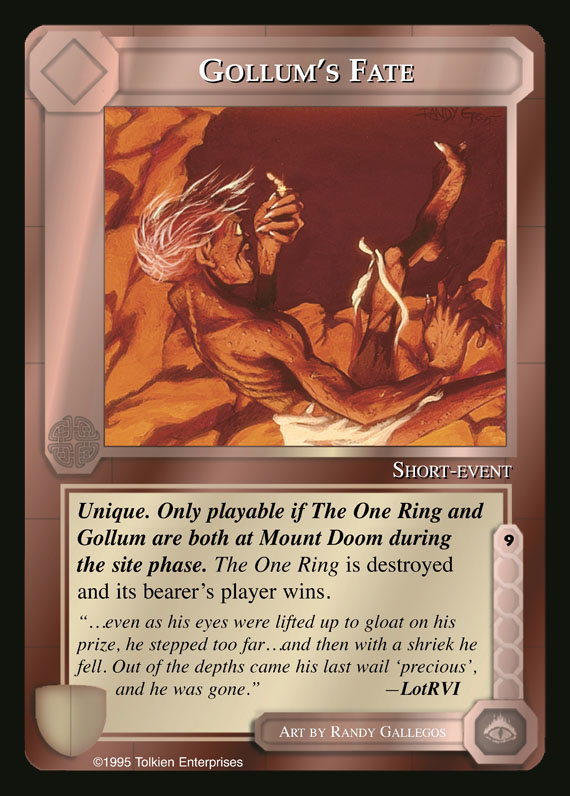 GOLLUM'S FATE
SHORT-EVENT
Unique. Only playable if The One Ring and
Gollum are both at Mount Doom during
the site phase. The One Ring is destroyed
and its bearer's player wins.
“…even as his eyes were lifted up to gloat on his
prize, he stepped too far…and then with a shriek he
fell. Out of the depths came his last wail ‘precious’,
and he was gone.” —LotRVI
9
ART BY RANDY GALLEGOS
©1995 Tolkien Enterprises